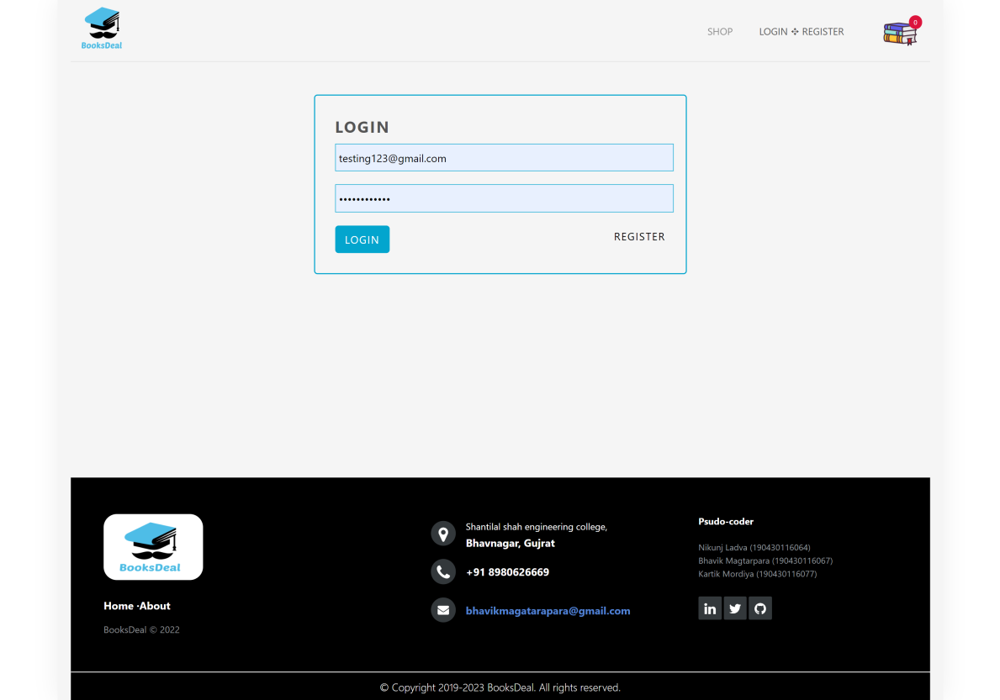 BooksDeal
SHOP
LOGIN ✣ REGISTER
0
LOGIN
testing123@gmail.com
••••••••••••
LOGIN
REGISTER
BooksDeal
Home ·About
BooksDeal © 2022
Shantilal shah engineering college,
Bhavnagar, Gujrat
+91 8980626669
bhavikmagatarapara@gmail.com
Psudo-coder
Nikunj Ladva (190430116064)
Bhavik Magtarpara (190430116067)
Kartik Mordiya (190430116077)
in
© Copyright 2019-2023 BooksDeal. All rights reserved.